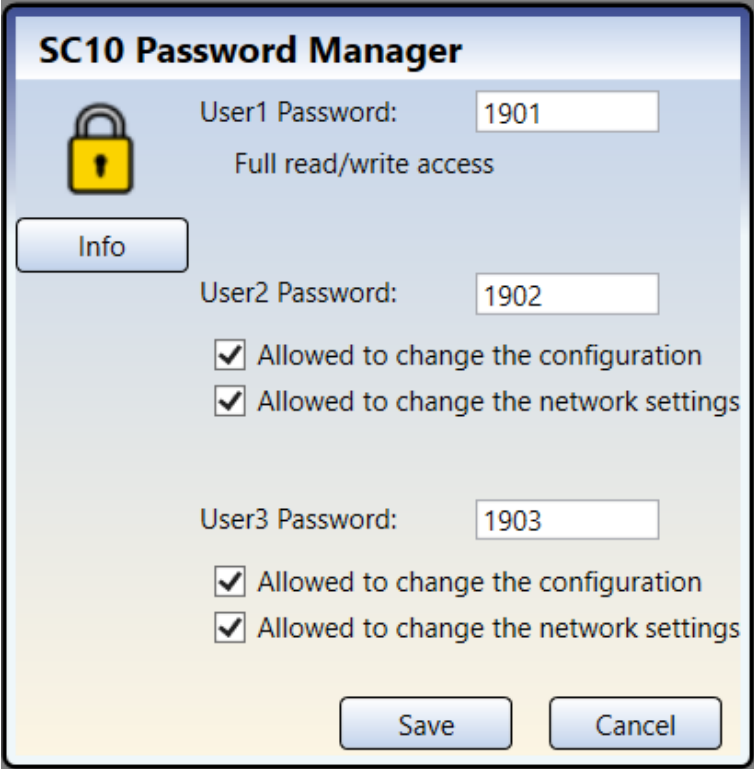 SC10 Password Manager
User1 Password: 1901
Full read/write access
Info
User2 Password: 1902
Allowed to change the configuration
Allowed to change the network settings
User3 Password: 1903
Allowed to change the configuration
Allowed to change the network settings
Save Cancel